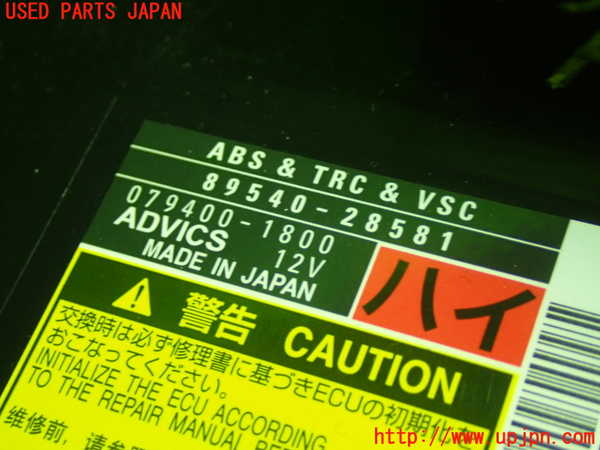 USED PARTS JAPAN
ABS & TRC & VSC
89540-28581
079400-1800
ADVICS 12V
MADE IN JAPAN
ハイ
警告 CAUTION
交換時は必ず修理書に基づきECUの初期化を
おこなってください。
INITIALIZE THE ECU ACCORDING
TO THE REPAIR MANUAL
维修前，请参
http://www.upjpn.com